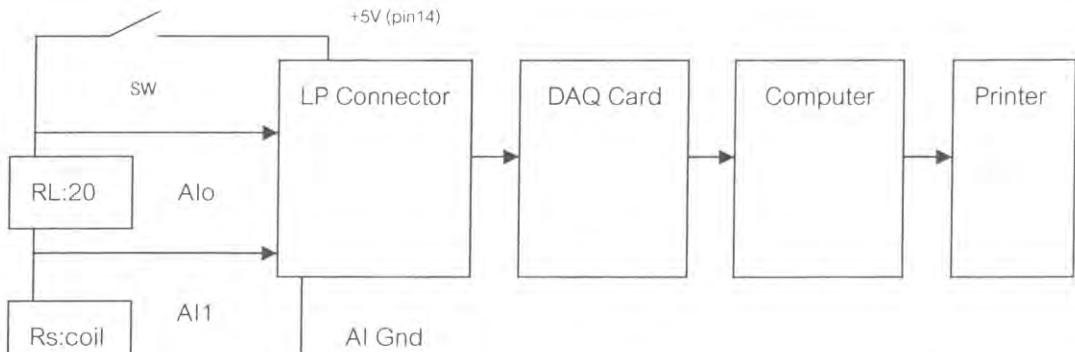 +5V (pin14)
sw
LP Connector
DAQ Card
Computer
Printer
RL:20
AIo
AI1
Rs:coil
AI Gnd